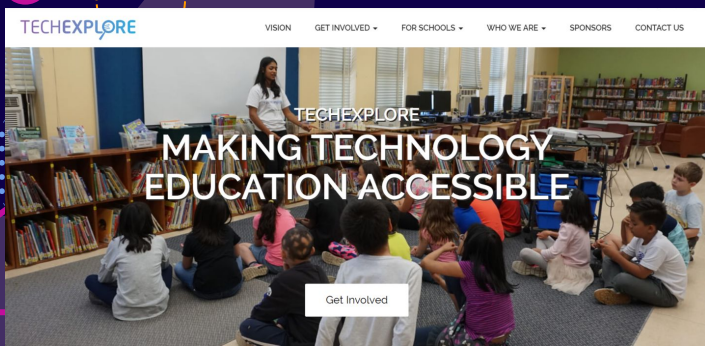 TECHEXPLORE
VISION GET INVOLVED FOR SCHOOLS WHO WE ARE SPONSORS CONTACT US
TECHEXPLORE
MAKING TECHNOLOGY
EDUCATION ACCESSIBLE
Get Involved